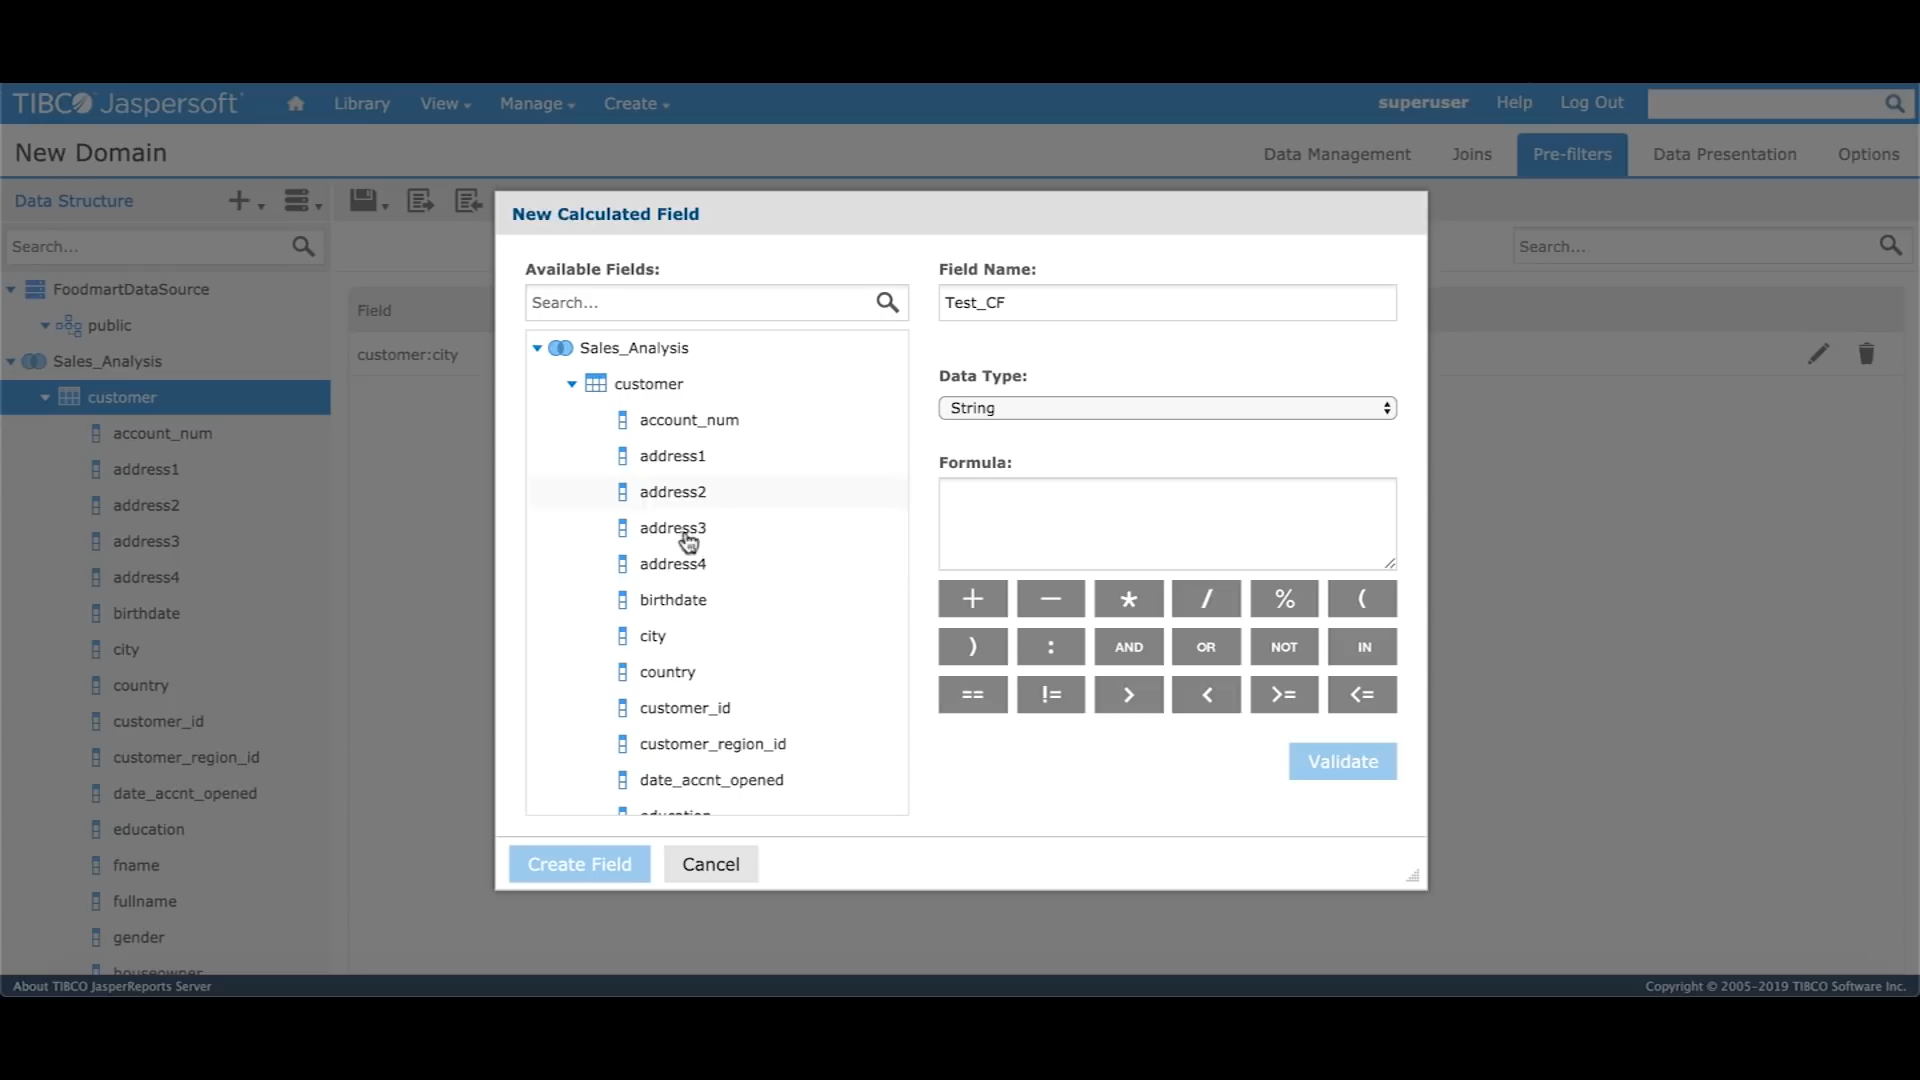 TIBCO Jaspersoft
Library
View
Manage
Create
superuser
Help
Log Out
New Domain
Data Management
Joins
Pre-filters
Data Presentation
Options
Data Structure
Search...
FoodmartDataSource
public
Sales_Analysis
customer
account_num
address1
address2
address3
address4
birthdate
city
country
customer_id
customer_region_id
date_accnt_opened
education
fname
fullname
gender
houseowner
Field
customer:city
Search...
New Calculated Field
Available Fields:
Search...
Sales_Analysis
customer
account_num
address1
address2
address3
address4
birthdate
city
country
customer_id
customer_region_id
date_accnt_opened
education
Field Name:
Test_CF
Data Type:
String
Formula:
+ − * / % (
) : AND OR NOT IN
== != > < >= <=
Validate
Create Field
Cancel
About TIBCO JasperReports Server
Copyright © 2005-2019 TIBCO Software Inc.